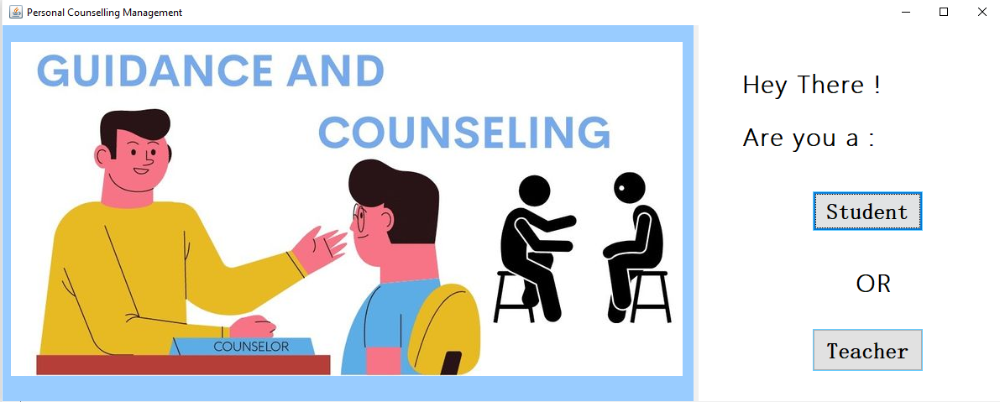 Personal Counselling Management
GUIDANCE AND
COUNSELING
COUNSELOR
Hey There !
Are you a :
Student
OR
Teacher